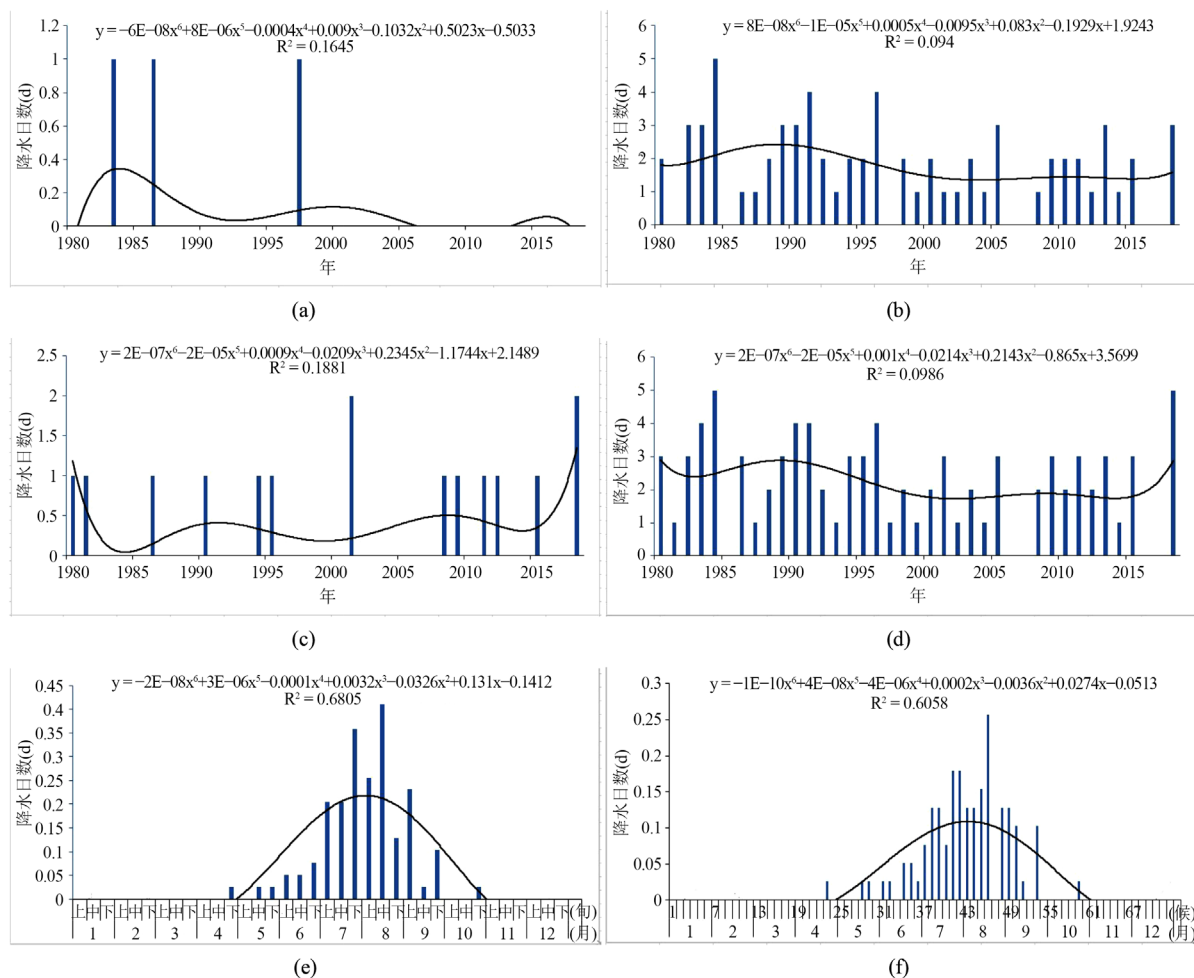 y = −6E−08x⁶+8E−06x⁵−0.0004x⁴+0.009x³−0.1032x²+0.5023x−0.5033
R² = 0.1645
降水日数(d)
1.2
1
0.8
0.6
0.4
0.2
0
1980 1985 1990 1995 2000 2005 2010 2015
年
(a)
y = 8E−08x⁶−1E−05x⁵+0.0005x⁴−0.0095x³+0.083x²−0.1929x+1.9243
R² = 0.094
降水日数(d)
6
5
4
3
2
1
0
1980 1985 1990 1995 2000 2005 2010 2015
年
(b)
y = 2E−07x⁶−2E−05x⁵+0.0009x⁴−0.0209x³+0.2345x²−1.1744x+2.1489
R² = 0.1881
降水日数(d)
2.5
2
1.5
1
0.5
0
1980 1985 1990 1995 2000 2005 2010 2015
年
(c)
y = 2E−07x⁶−2E−05x⁵+0.001x⁴−0.0214x³+0.2143x²−0.865x+3.5699
R² = 0.0986
降水日数(d)
6
5
4
3
2
1
0
1980 1985 1990 1995 2000 2005 2010 2015
年
(d)
y = −2E−08x⁶+3E−06x⁵−0.0001x⁴+0.0032x³−0.0326x²+0.131x−0.1412
R² = 0.6805
降水日数(d)
0.45
0.4
0.35
0.3
0.25
0.2
0.15
0.1
0.05
0
上中下上中下上中下上中下上中下上中下上中下上中下上中下上中下上中下上中下(旬)
1 2 3 4 5 6 7 8 9 10 11 12 (月)
(e)
y = −1E−10x⁶+4E−08x⁵−4E−06x⁴+0.0002x³−0.0036x²+0.0274x−0.0513
R² = 0.6058
降水日数(d)
0.3
0.25
0.2
0.15
0.1
0.05
0
1 7 13 19 25 31 37 43 49 55 61 67 (候)
1 2 3 4 5 6 7 8 9 10 11 12 (月)
(f)